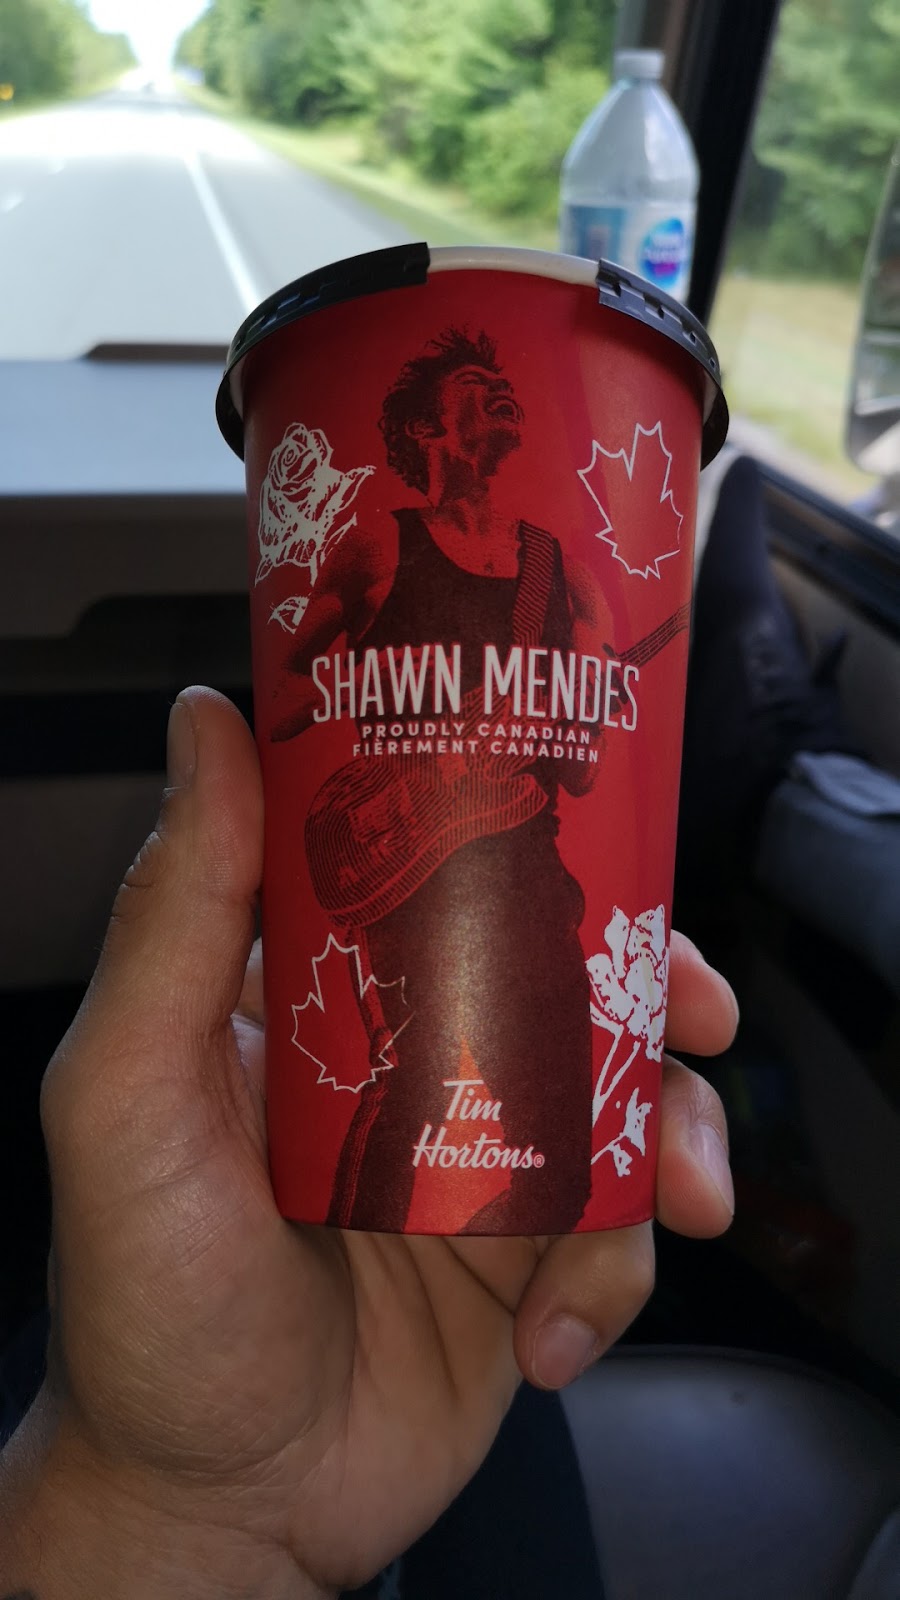 SHAWN MENDES
PROUDLY CANADIAN
FIÈREMENT CANADIEN
Tim
Hortons®